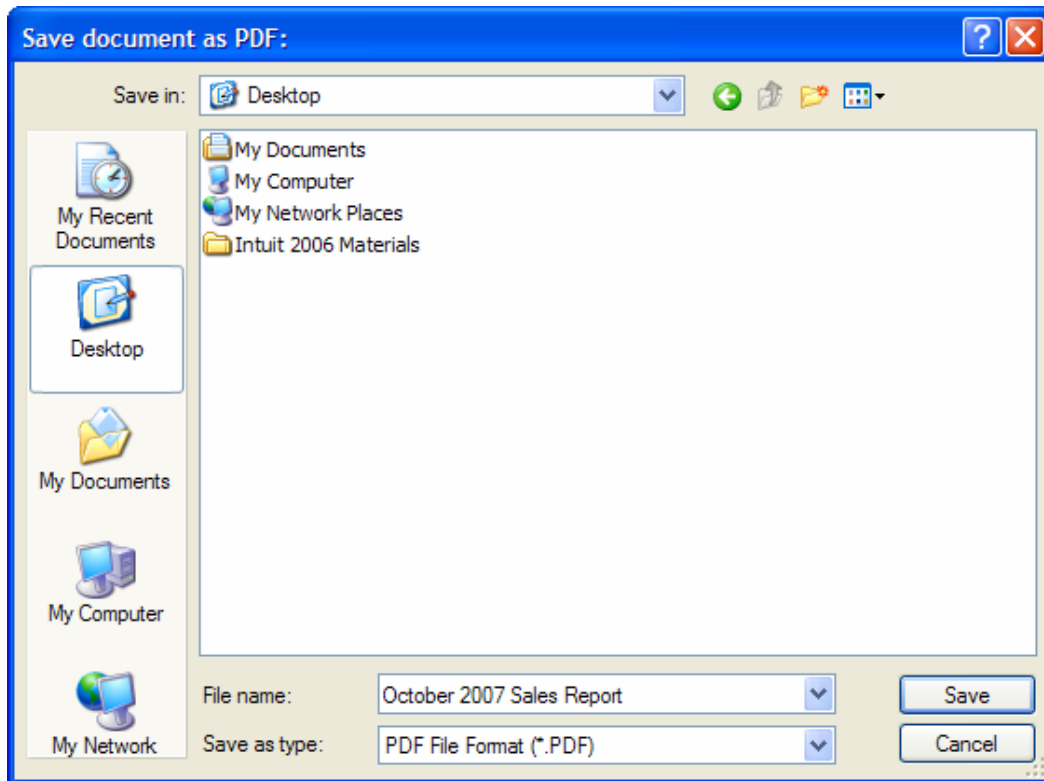 Save document as PDF:
Save in: Desktop
My Recent
Documents
Desktop
My Documents
My Computer
My Network
My Documents
My Computer
My Network Places
Intuit 2006 Materials
File name: October 2007 Sales Report Save
Save as type: PDF File Format (*.PDF) Cancel